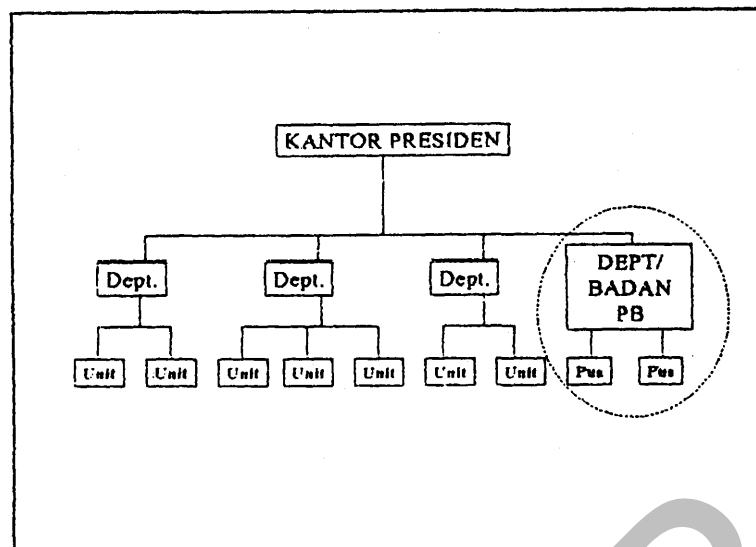 KANTOR PRESIDEN
Dept.
Dept.
Dept.
DEPT/
BADAN
PB
Unit
Unit
Unit
Unit
Unit
Unit
Unit
Pus
Pus